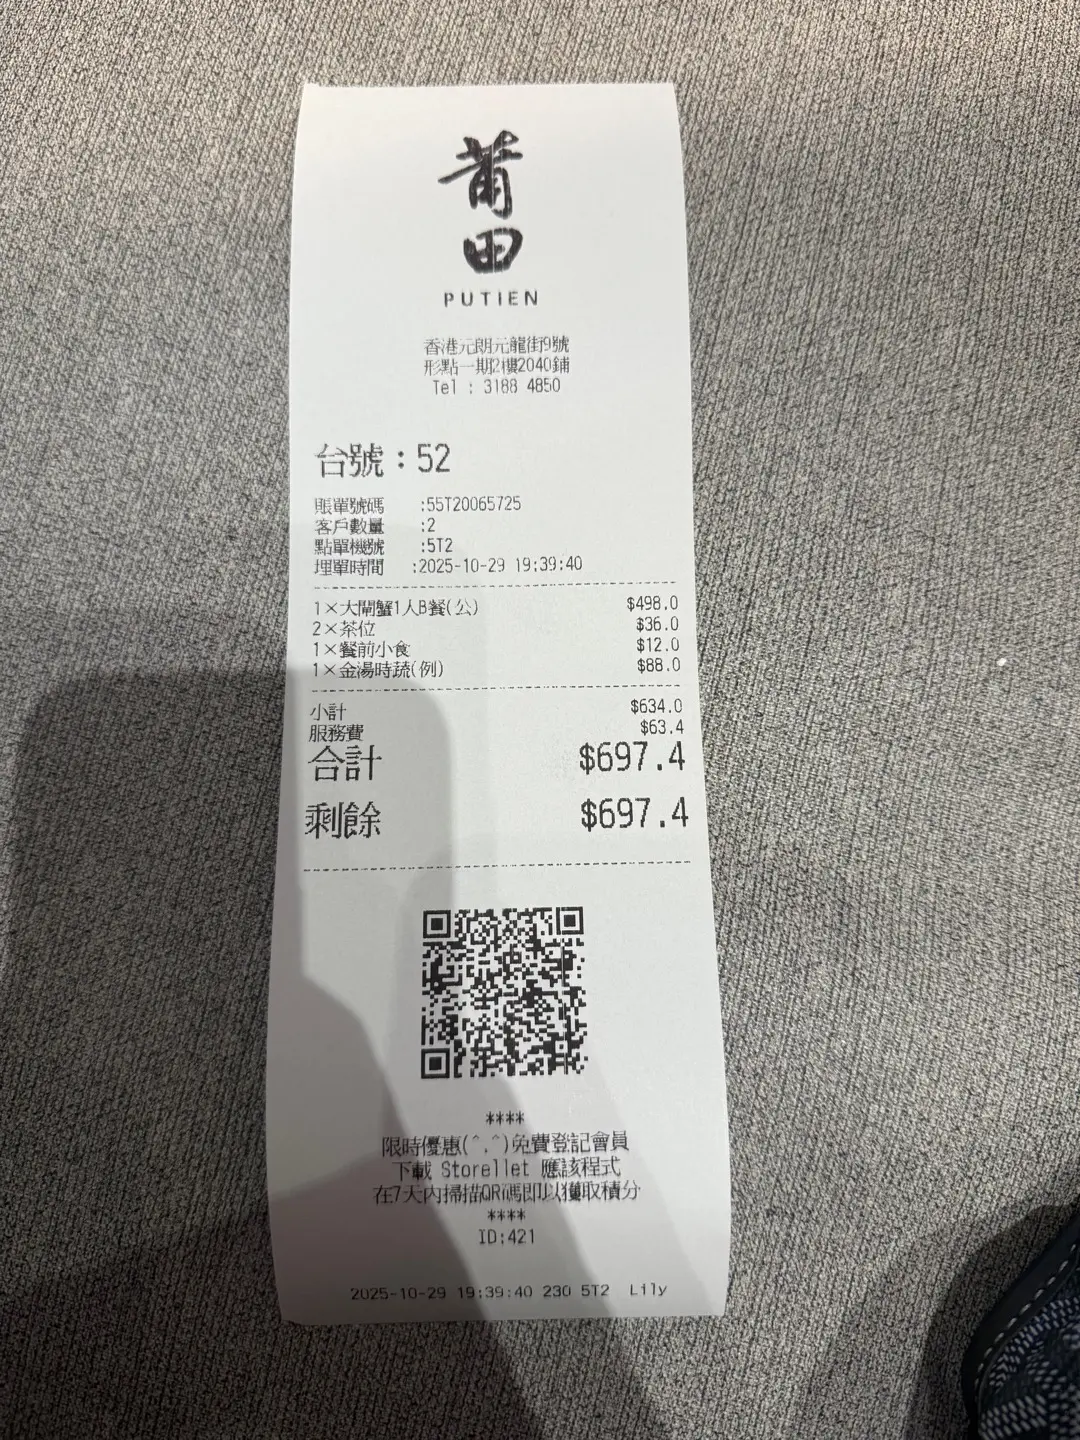 莆
田
PUTIEN
香港元朗元龍街9號
形點一期2樓2040鋪
Tel : 3188 4850
台號：52
賬單號碼 :55T20065725
客戶數量 :2
點單機號 :5T2
埋單時間 :2025-10-29 19:39:40
1×大閘蟹1人B餐(公) $498.0
2×茶位 $36.0
1×餐前小食 $12.0
1×金湯時蔬(例) $88.0
小計 $634.0
服務費 $63.4
合計 $697.4
剩餘 $697.4
****
限時優惠(^.^)免費登記會員
下載 Storellet 應該程式
在7天內掃描QR碼即以獲取積分
****
ID:421
2025-10-29 19:39:40 230 5T2 Lily